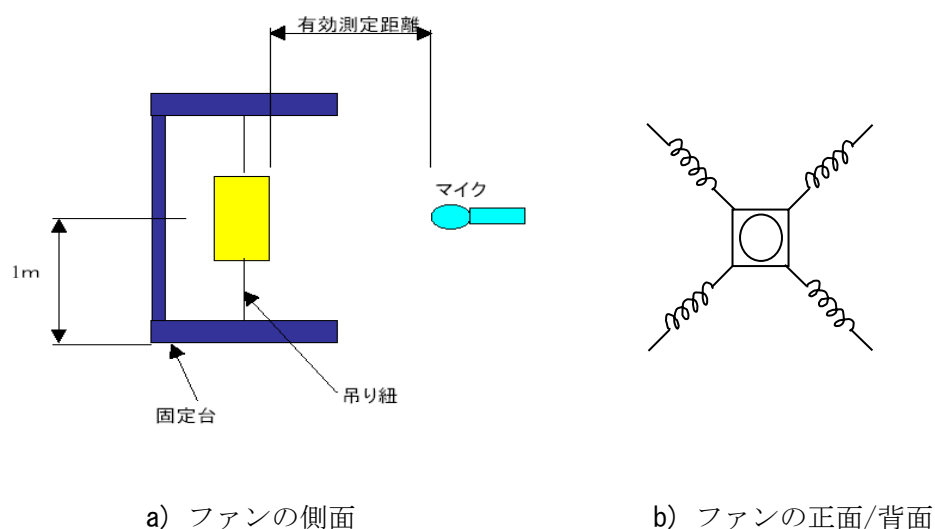 有効測定距離
マイク
1m
吊り紐
固定台
a) ファンの側面
b) ファンの正面/背面